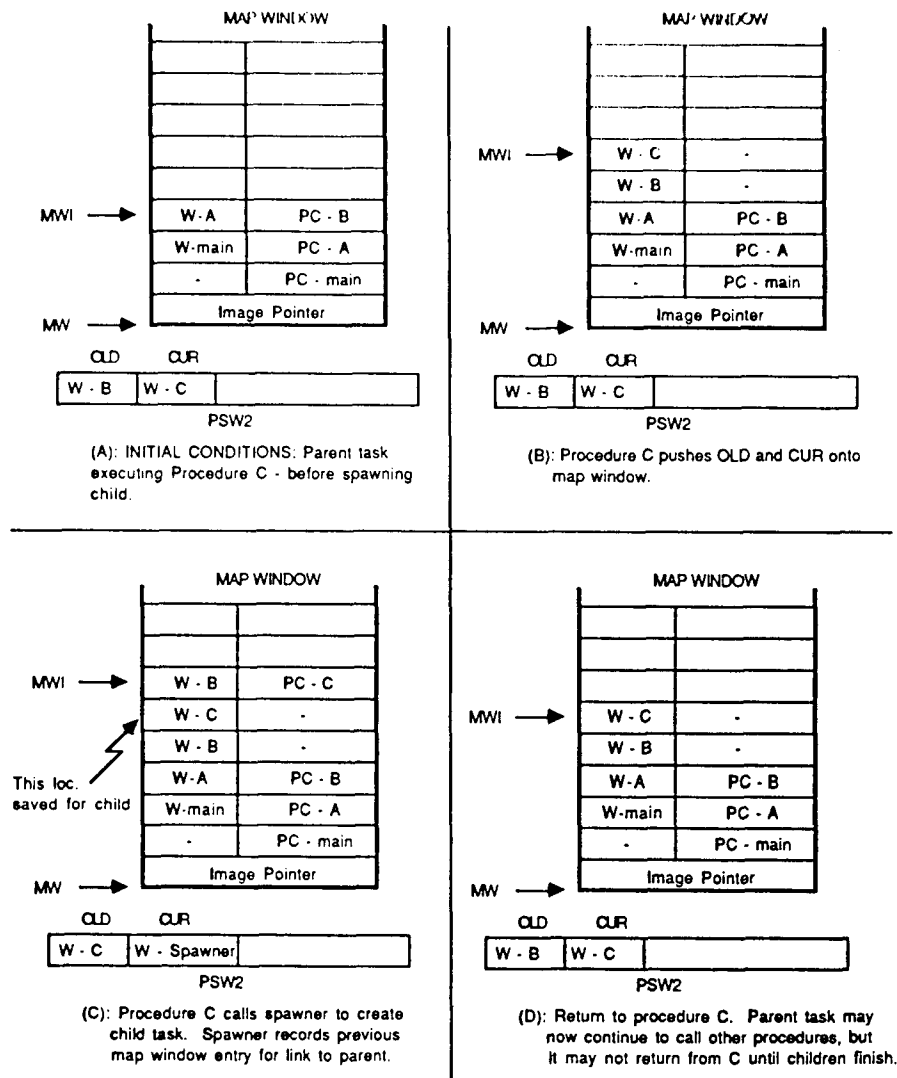 MAP WINDOW
MWI
W-A PC - B
W-main PC - A
- PC - main
Image Pointer
MW
OLD CUR
W - B W - C
PSW2
(A): INITIAL CONDITIONS: Parent task
executing Procedure C - before spawning
child.
MAP WINDOW
MWI
W - C -
W - B -
W-A PC - B
W-main PC - A
- PC - main
Image Pointer
MW
OLD CUR
W - B W - C
PSW2
(B): Procedure C pushes OLD and CUR onto
map window.
MAP WINDOW
MWI
W - B PC - C
W - C -
W - B -
This loc.
saved for child
W-A PC - B
W-main PC - A
- PC - main
Image Pointer
MW
OLD CUR
W - C W - Spawner
PSW2
(C): Procedure C calls spawner to create
child task. Spawner records previous
map window entry for link to parent.
MAP WINDOW
MWI
W - C -
W - B -
W-A PC - B
W-main PC - A
- PC - main
Image Pointer
MW
OLD CUR
W - B W - C
PSW2
(D): Return to procedure C. Parent task may
now continue to call other procedures, but
it may not return from C until children finish.